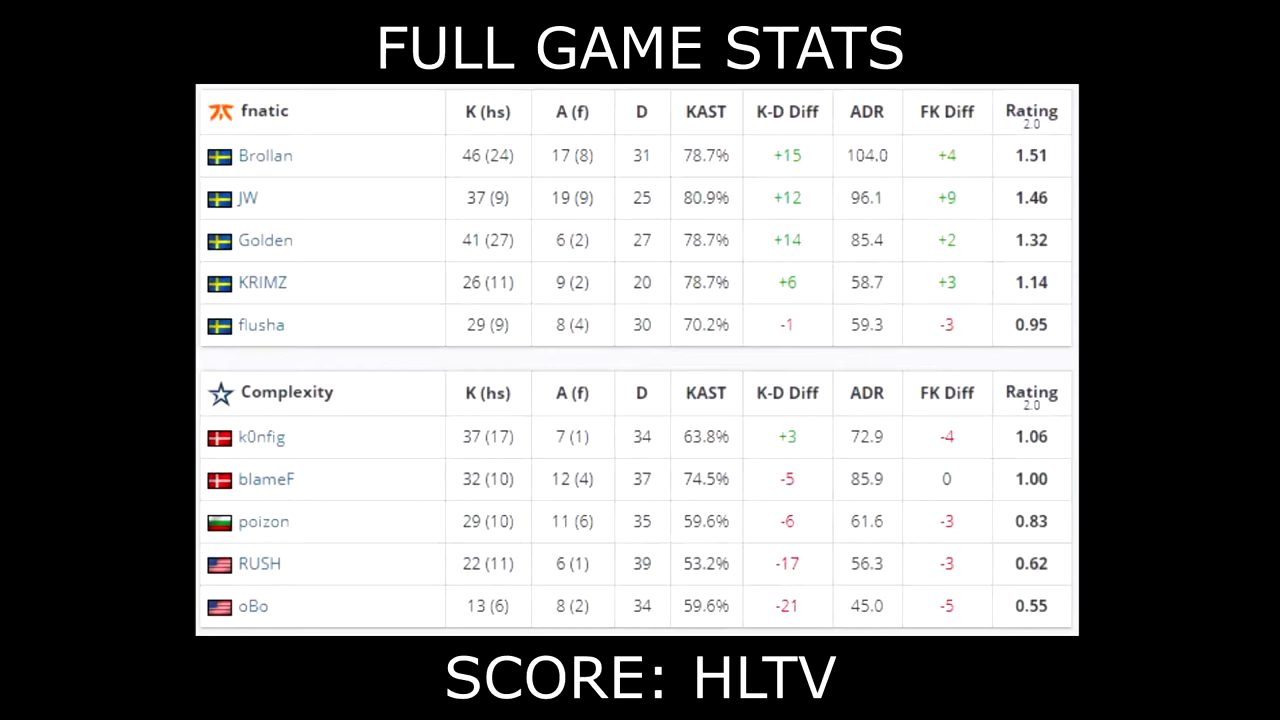 FULL GAME STATS
fnatic K (hs) A (f) D KAST K-D Diff ADR FK Diff Rating 2.0
Brollan 46 (24) 17 (8) 31 78.7% +15 104.0 +4 1.51
JW 37 (9) 19 (9) 25 80.9% +12 96.1 +9 1.46
Golden 41 (27) 6 (2) 27 78.7% +14 85.4 +2 1.32
KRIMZ 26 (11) 9 (2) 20 78.7% +6 58.7 +3 1.14
flusha 29 (9) 8 (4) 30 70.2% -1 59.3 -3 0.95
Complexity K (hs) A (f) D KAST K-D Diff ADR FK Diff Rating 2.0
k0nfig 37 (17) 7 (1) 34 63.8% +3 72.9 -4 1.06
blameF 32 (10) 12 (4) 37 74.5% -5 85.9 0 1.00
poizon 29 (10) 11 (6) 35 59.6% -6 61.6 -3 0.83
RUSH 22 (11) 6 (1) 39 53.2% -17 56.3 -3 0.62
oBo 13 (6) 8 (2) 34 59.6% -21 45.0 -5 0.55
SCORE: HLTV